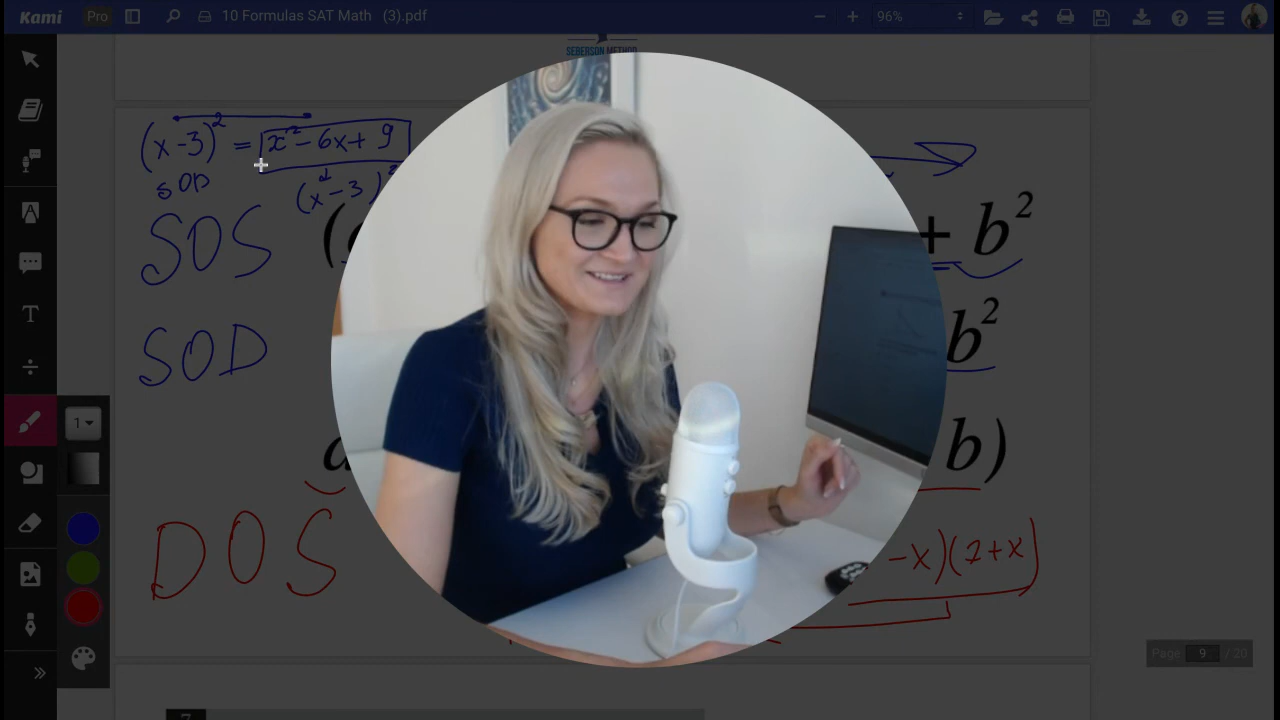 Kami Pro 10 Formulas SAT Math (3).pdf 96%
SEBERSON METHOD
(x-3)² = x² - 6x + 9
SOD (x-3)
SOS ( + b²
SOD b²
b)
DOS -x)(2+x)
1
T
Page: 9 / 20
7